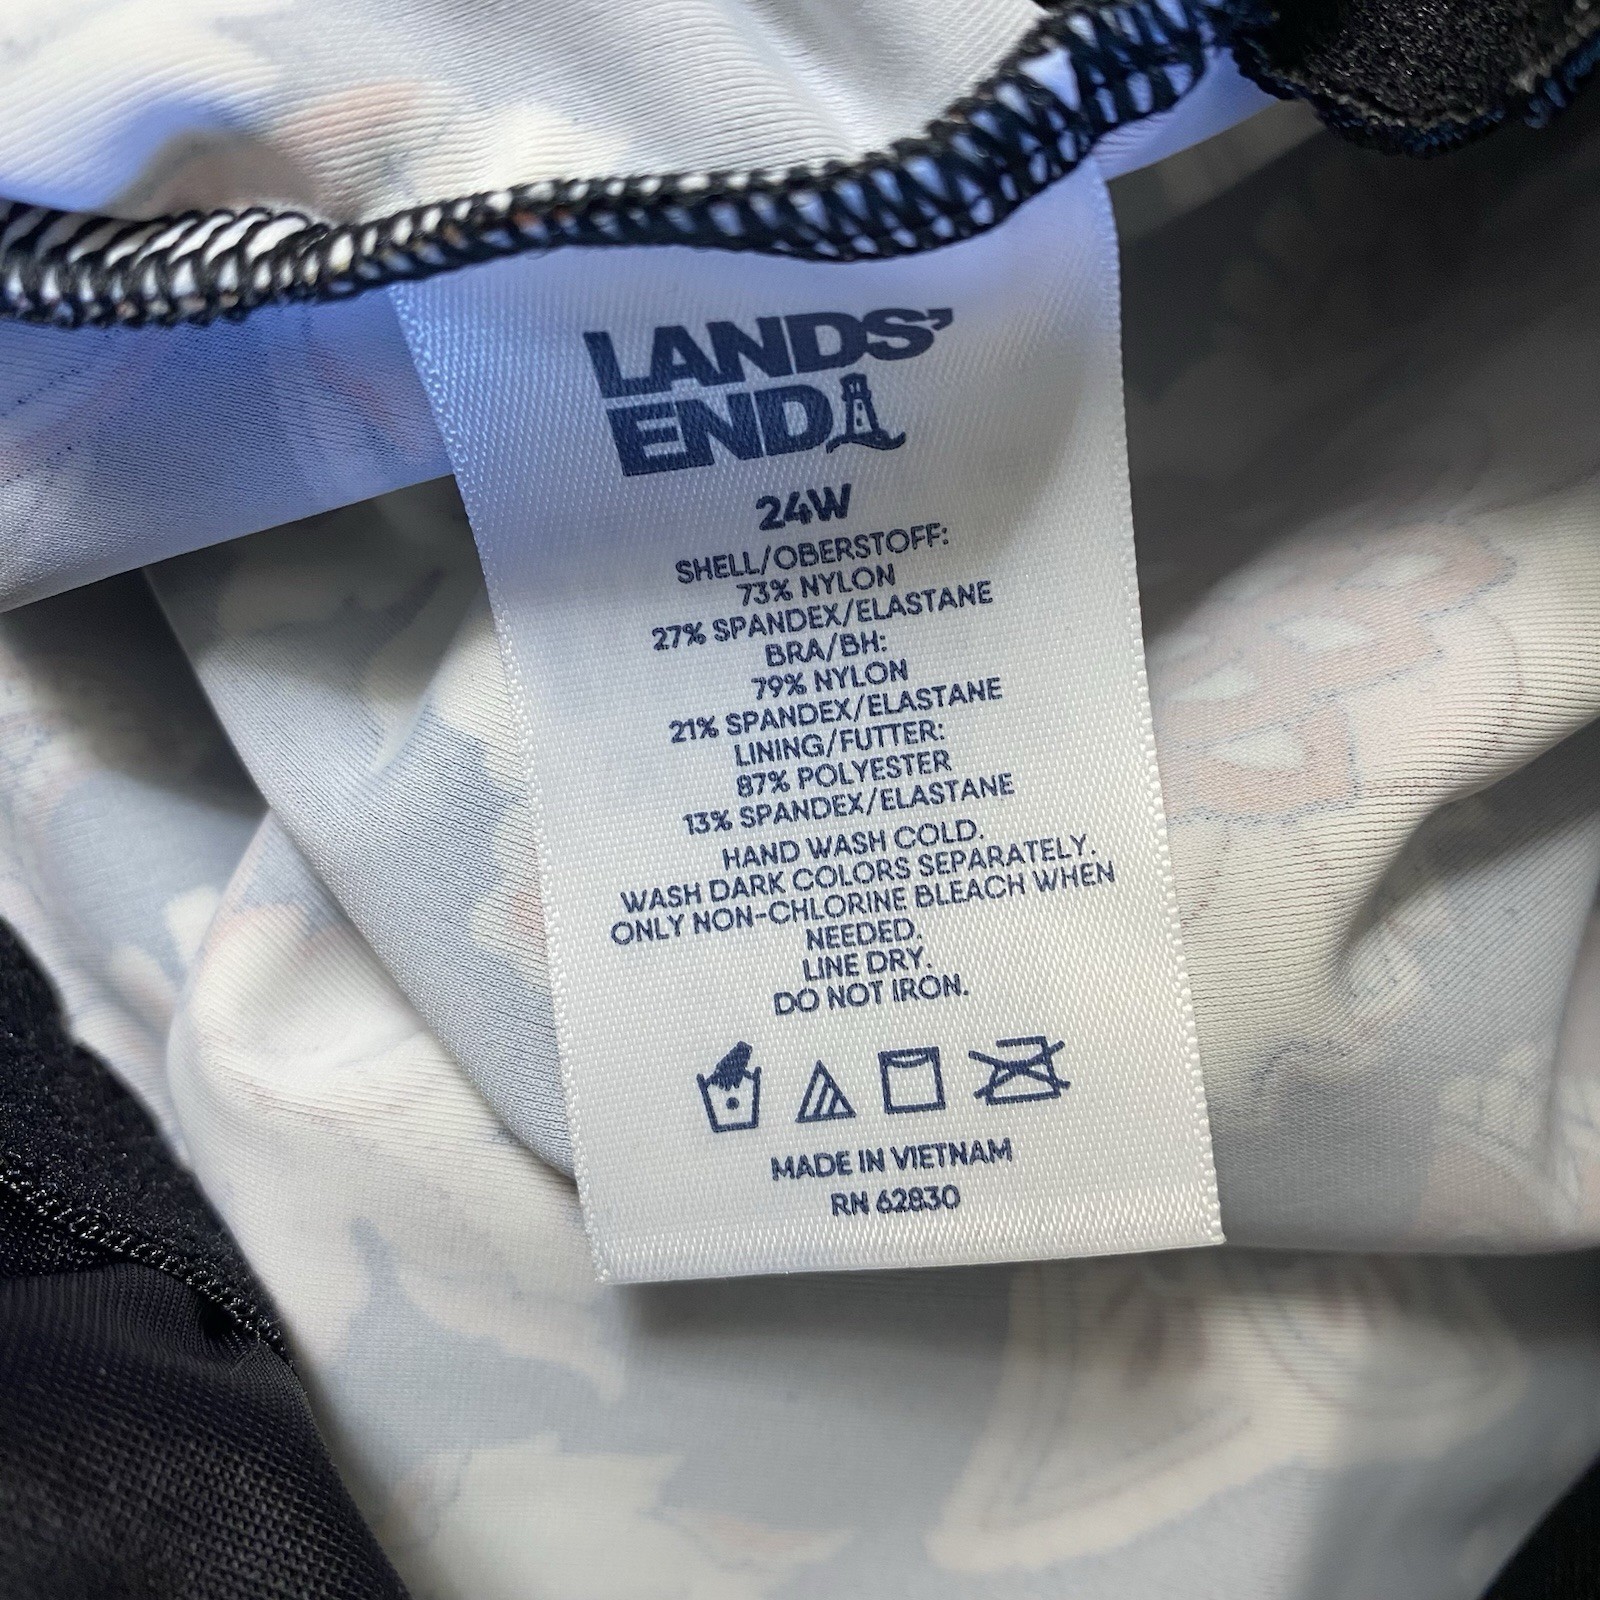 LANDS'
END
24W
SHELL/OBERSTOFF:
73% NYLON
27% SPANDEX/ELASTANE
BRA/BH:
79% NYLON
21% SPANDEX/ELASTANE
LINING/FUTTER:
87% POLYESTER
13% SPANDEX/ELASTANE
HAND WASH COLD.
WASH DARK COLORS SEPARATELY.
ONLY NON-CHLORINE BLEACH WHEN
NEEDED.
LINE DRY.
DO NOT IRON.
MADE IN VIETNAM
RN 62830